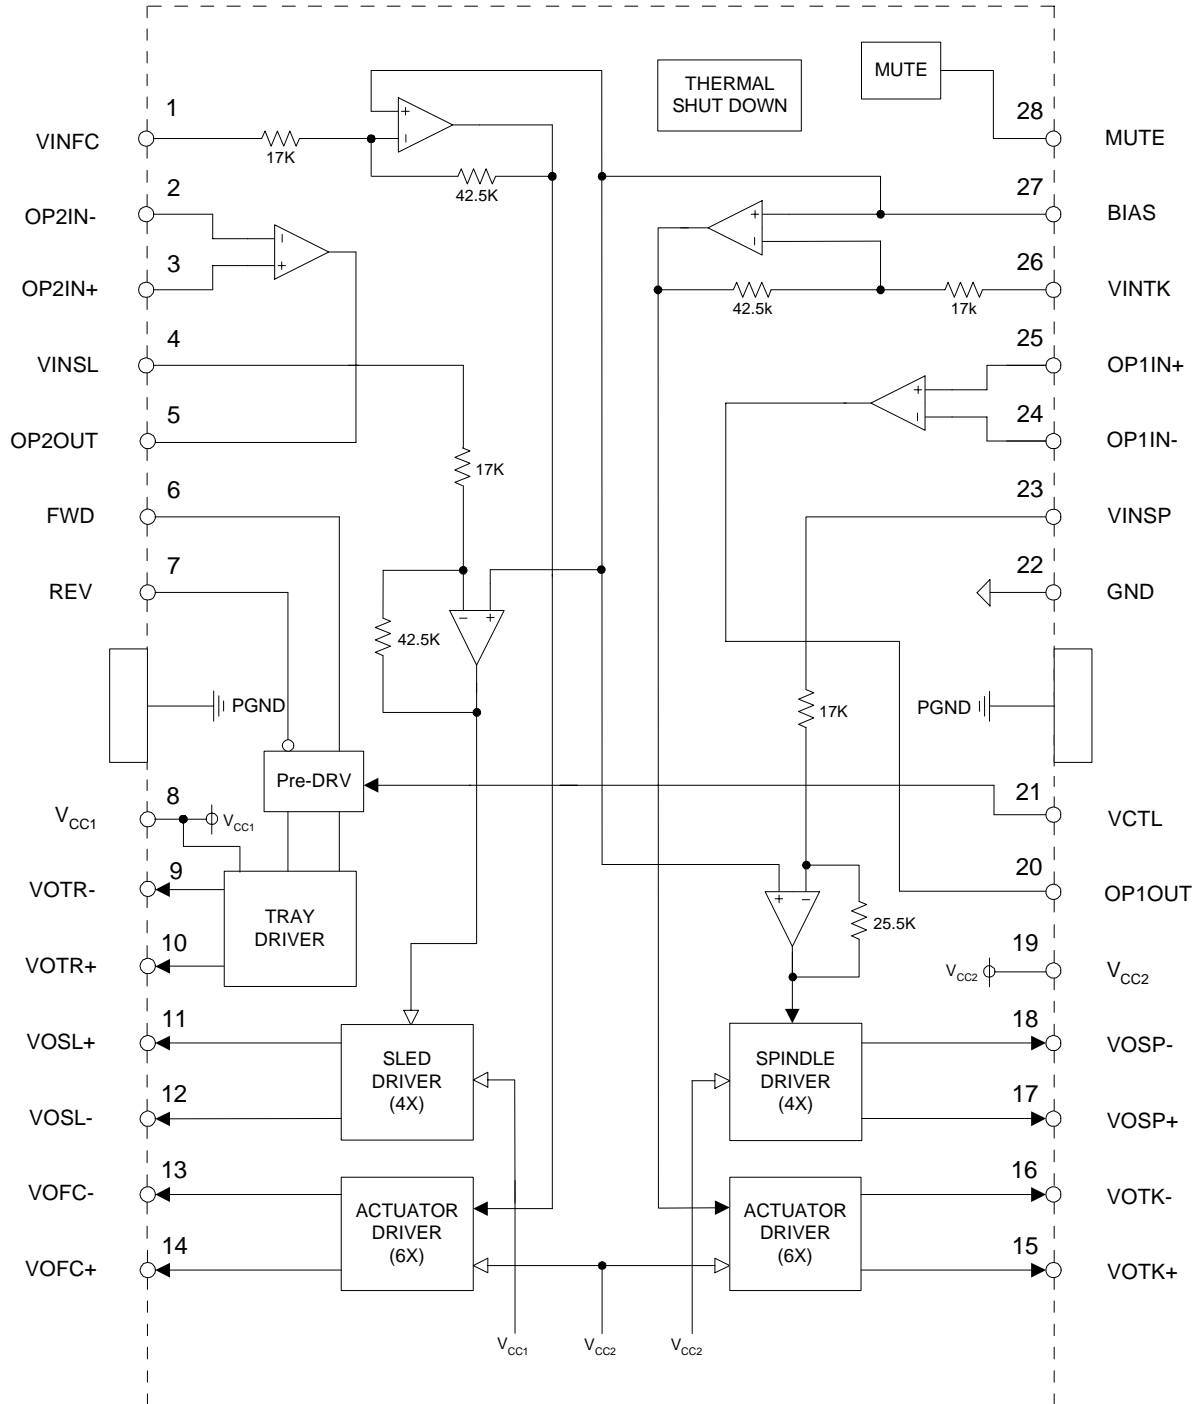 MUTE
THERMAL
SHUT DOWN
1
28
VINFC
+
−
17K
MUTE
42.5K
2
27
OP2IN-
+
BIAS
−
−
3
+
26
OP2IN+
42.5k
17k
VINTK
4
25
VINSL
OP1IN+
+
−
5
24
OP2OUT
OP1IN-
17K
6
23
FWD
VINSP
7
22
REV
GND
−
+
42.5K
PGND
17K
PGND
Pre-DRV
8
21
VCC1
VCC1
VCTL
9
20
VOTR-
+
−
OP1OUT
TRAY
DRIVER
25.5K
10
19
VOTR+
VCC2
VCC2
11
18
VOSL+
SLED
DRIVER
(4X)
SPINDLE
DRIVER
(4X)
VOSP-
12
17
VOSL-
VOSP+
13
16
VOFC-
ACTUATOR
DRIVER
(6X)
ACTUATOR
DRIVER
(6X)
VOTK-
14
15
VOFC+
VOTK+
VCC1
VCC2
VCC2